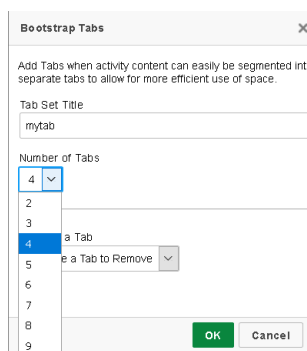 Bootstrap Tabs
Add Tabs when activity content can easily be segmented int
separate tabs to allow for more efficient use of space.
Tab Set Title
mytab
Number of Tabs
4
2
3
4
a Tab
5
e a Tab to Remove
6
7
8
9
OK Cancel